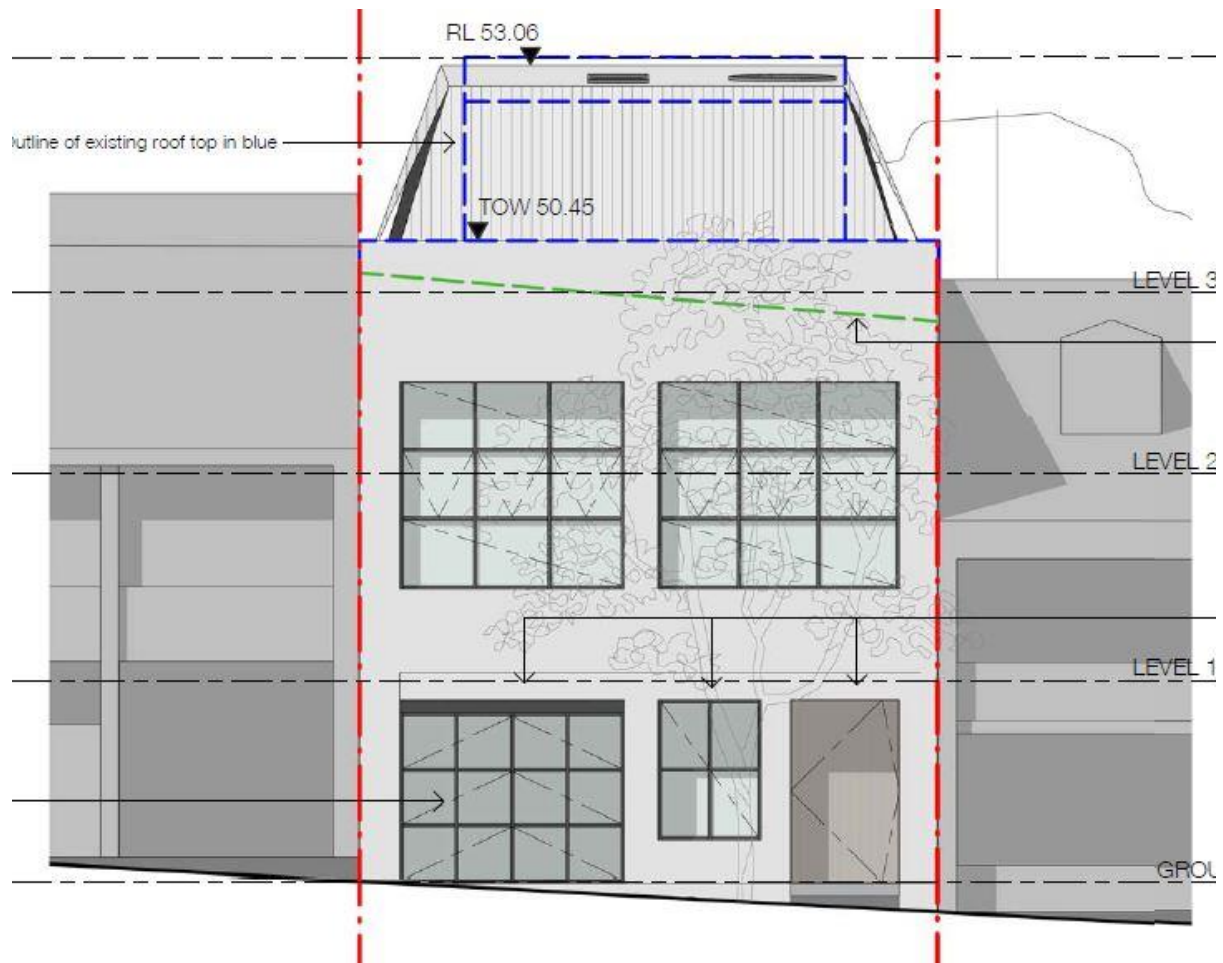 RL 53.06
Outline of existing roof top in blue
TOW 50.45
LEVEL 3
LEVEL 2
LEVEL 1
GROU